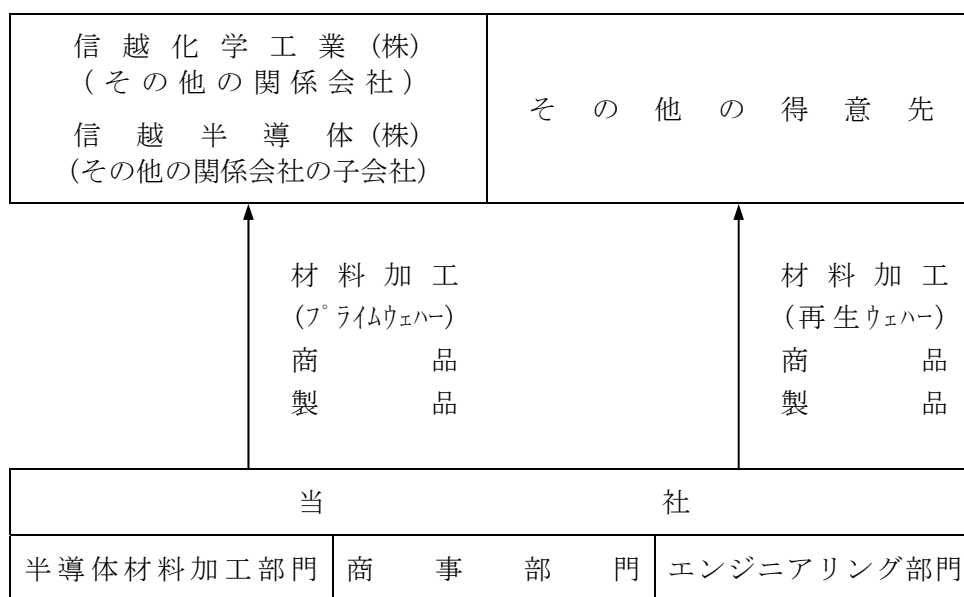 信越化学工業(株)
(その他の関係会社)
信越半導体(株)
(その他の関係会社の子会社)
その他の得意先
材料加工
(プライムウェハー)
商品
製品
材料加工
(再生ウェハー)
商品
製品
当社
半導体材料加工部門
商事部門
エンジニアリング部門